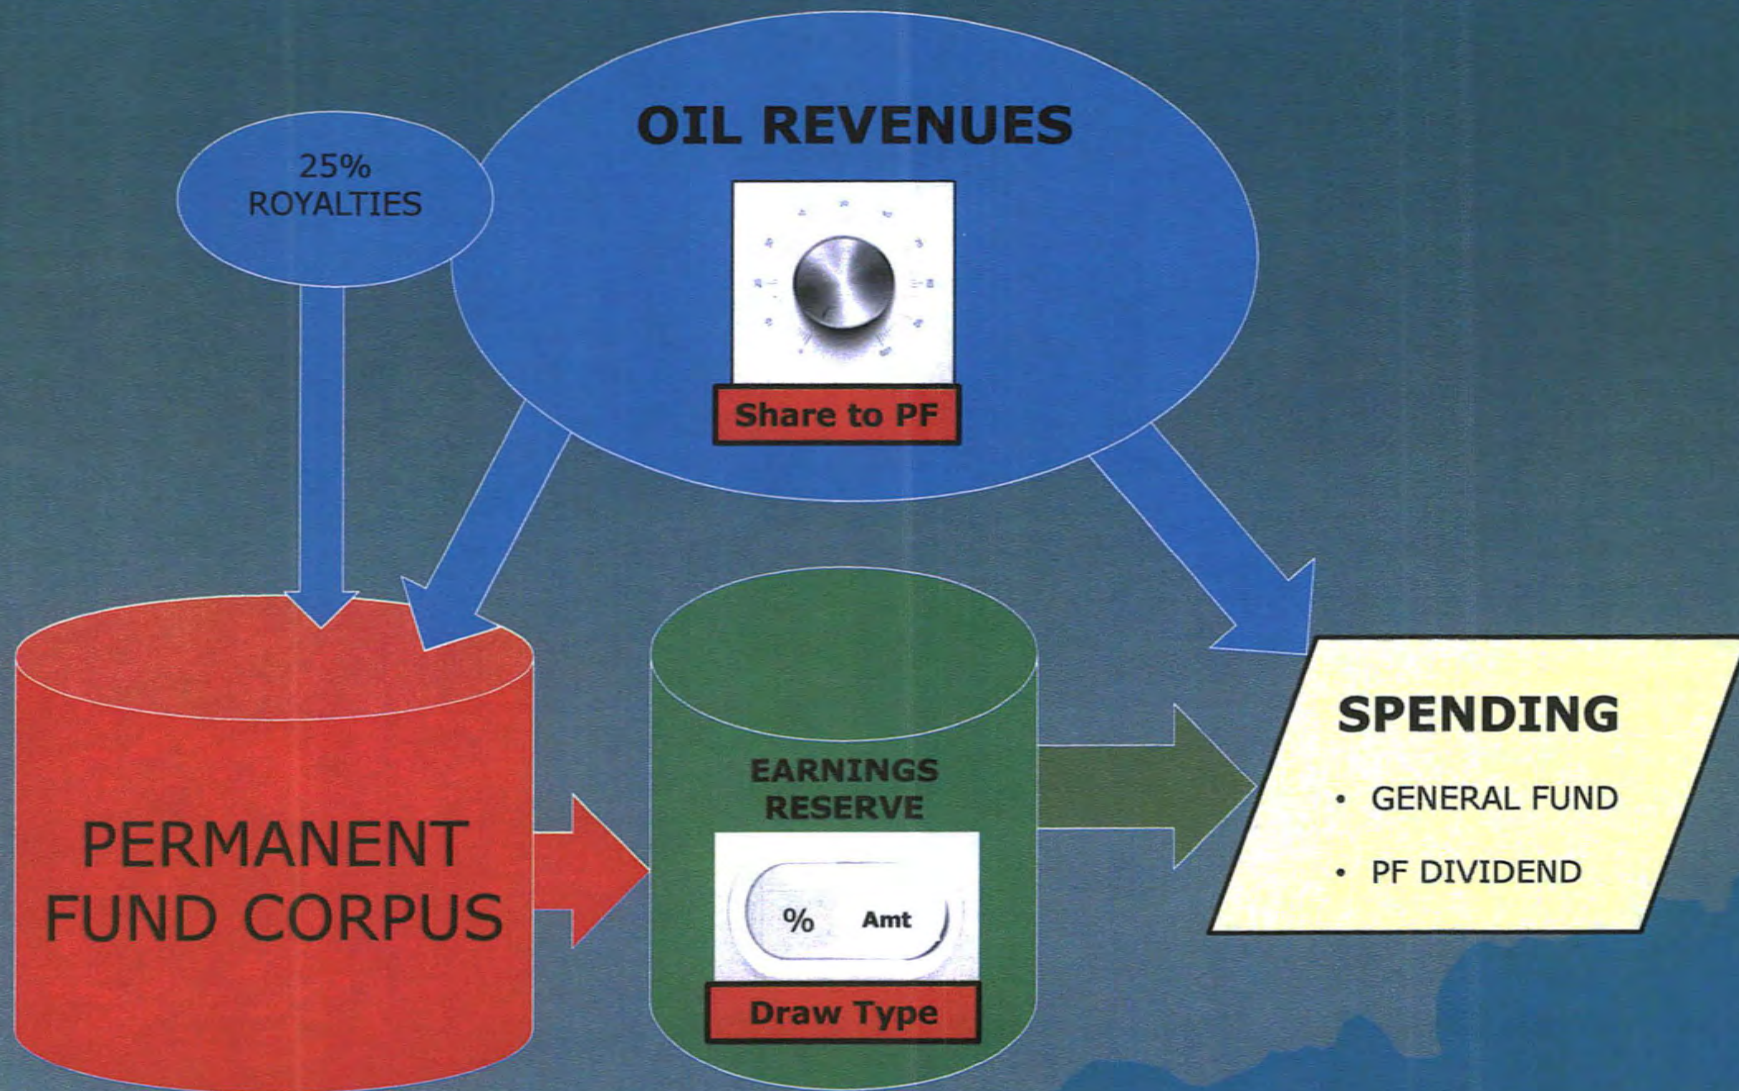 OIL REVENUES
25%
ROYALTIES
Share to PF
PERMANENT
FUND CORPUS
EARNINGS
RESERVE
% Amt
Draw Type
SPENDING
• GENERAL FUND
• PF DIVIDEND